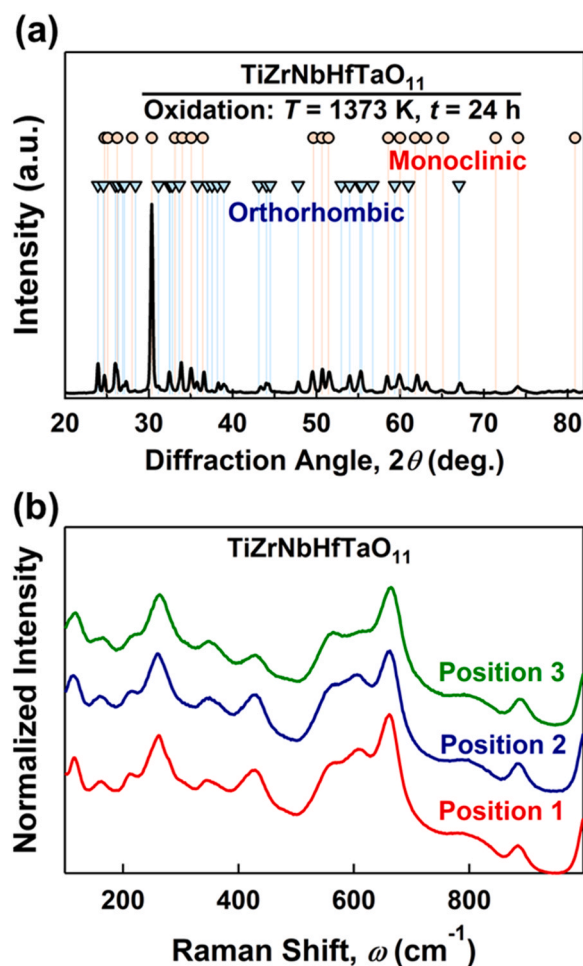 (a)
TiZrNbHfTaO₁₁
Oxidation: T = 1373 K, t = 24 h
Monoclinic
Orthorhombic
Intensity (a.u.)
20 30 40 50 60 70 80
Diffraction Angle, 2θ (deg.)
(b)
TiZrNbHfTaO₁₁
Position 3
Position 2
Position 1
Normalized Intensity
200 400 600 800
Raman Shift, ω (cm⁻¹)